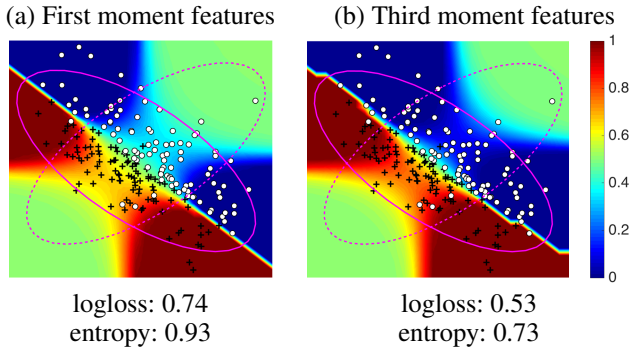 (a) First moment features
(b) Third moment features
1
0.8
0.6
0.4
0.2
0
logloss: 0.74
entropy: 0.93
logloss: 0.53
entropy: 0.73